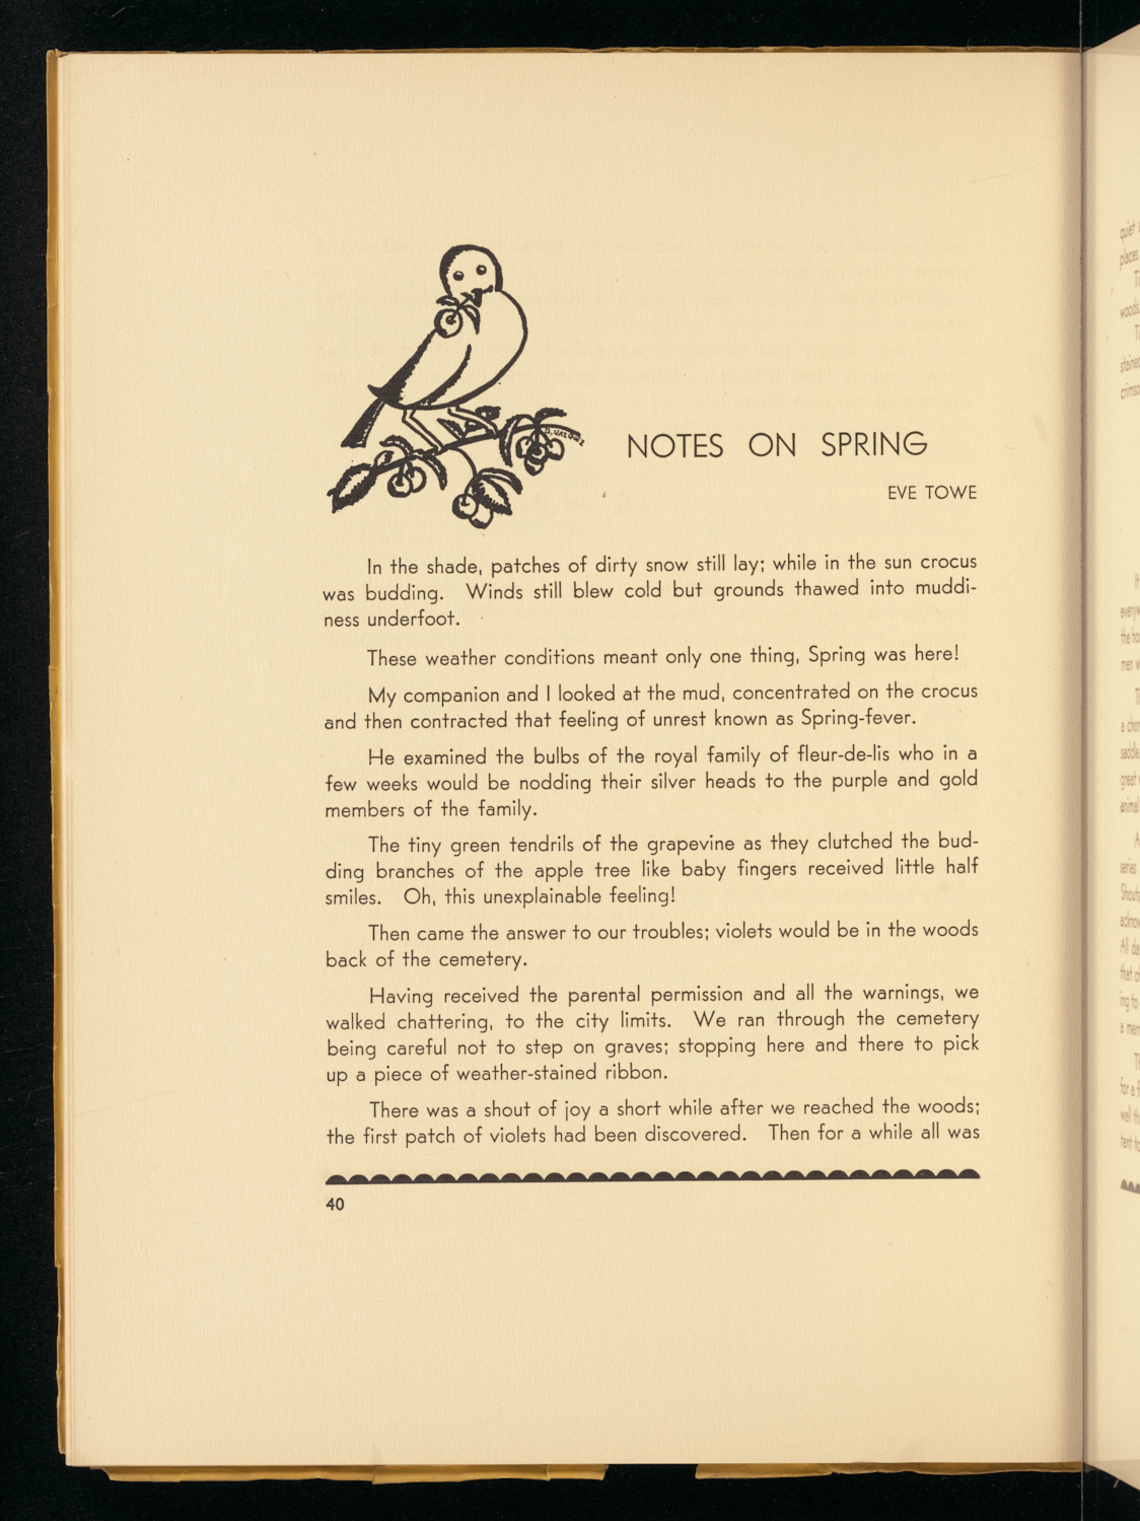 NOTES ON SPRING
EVE TOWE
In the shade, patches of dirty snow still lay; while in the sun crocus
was budding. Winds still blew cold but grounds thawed into muddi-
ness underfoot.
These weather conditions meant only one thing, Spring was here!
My companion and I looked at the mud, concentrated on the crocus
and then contracted that feeling of unrest known as Spring-fever.
He examined the bulbs of the royal family of fleur-de-lis who in a
few weeks would be nodding their silver heads to the purple and gold
members of the family.
The tiny green tendrils of the grapevine as they clutched the bud-
ding branches of the apple tree like baby fingers received little half
smiles. Oh, this unexplainable feeling!
Then came the answer to our troubles; violets would be in the woods
back of the cemetery.
Having received the parental permission and all the warnings, we
walked chattering, to the city limits. We ran through the cemetery
being careful not to step on graves; stopping here and there to pick
up a piece of weather-stained ribbon.
There was a shout of joy a short while after we reached the woods;
the first patch of violets had been discovered. Then for a while all was
40
quiet
places
woods
stained
great
series